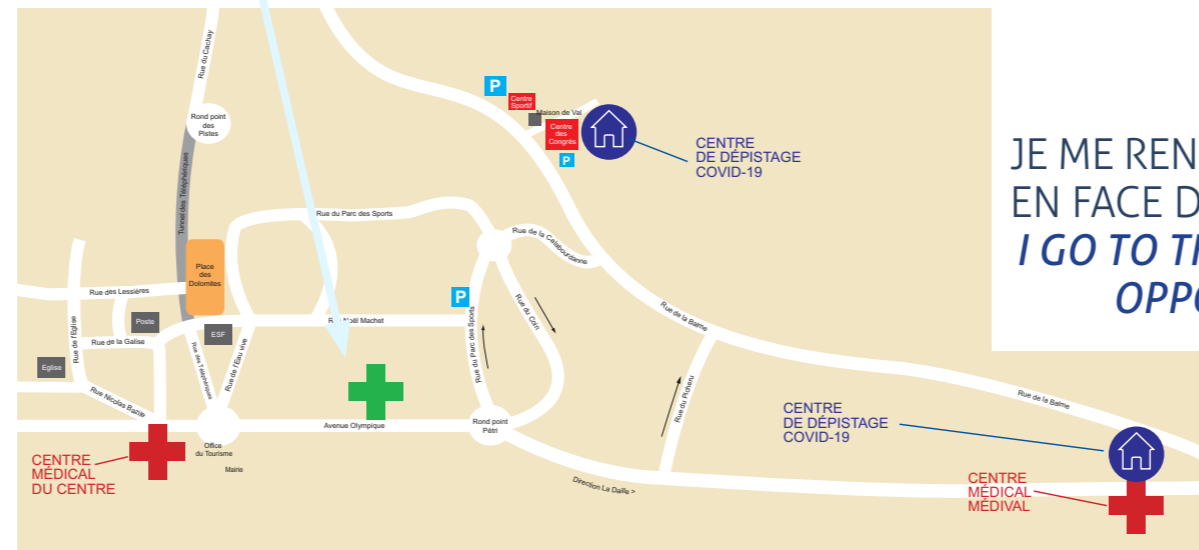 Rue du Cachay
Rond point
des
Pistes
Tunnel des Téléphériques
P
Centre
Sportif
Maison de Val
Centre
des
Congrès
P
CENTRE
DE DÉPISTAGE
COVID-19
JE ME REN
EN FACE D
I GO TO T
OPPO
Rue du Parc des Sports
Rue de la Calabourdane
Place
des
Dolomites
Rue des Lessières
P
Rue du Coin
Rue de la Balme
Poste
ESF
Noël Machet
Rue de l'Eglise
Rue de la Galise
Rue des Téléphériques
Rue de l'Eau vive
Rue du Parc des Sports
Eglise
Rue Nicolas Bazile
Rue du Picheru
Rue de la Balme
Avenue Olympique
Rond point
Pétri
CENTRE
DE DÉPISTAGE
COVID-19
Office
du Tourisme
Mairie
CENTRE
MÉDICAL
DU CENTRE
Direction La Daille >
CENTRE
MÉDICAL
MÉDIVAL